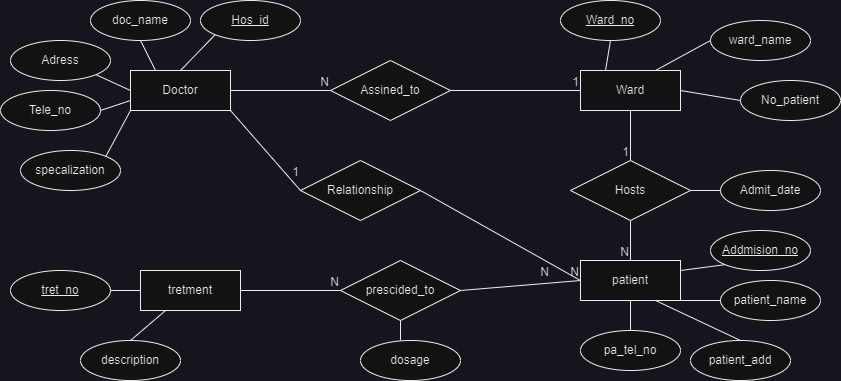 doc_name
Hos_id
Ward_no
Adress
ward_name
Doctor
N
Assined_to
1
Ward
Tele_no
No_patient
specalization
1
1
Relationship
Hosts
Admit_date
N
Addmision_no
N
N
N
patient
tret_no
tretment
prescided_to
patient_name
description
dosage
pa_tel_no
patient_add